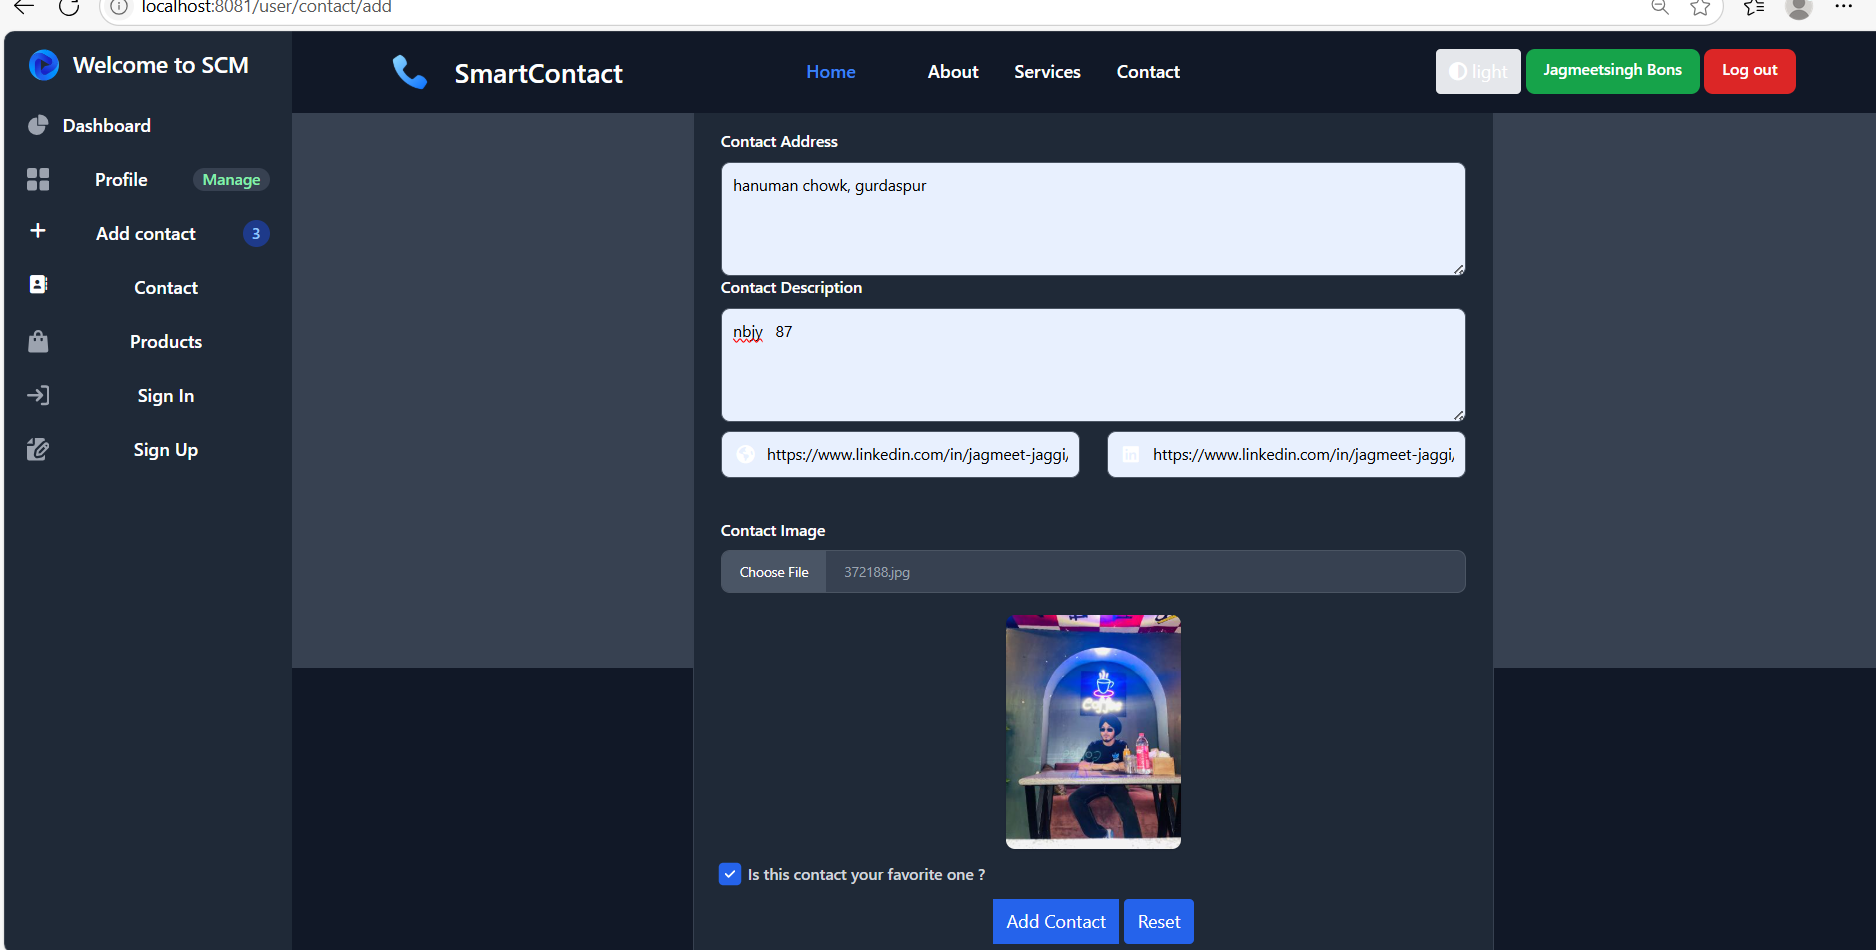 localhost:8081/user/contact/add
Welcome to SCM
Dashboard
Profile Manage
Add contact 3
Contact
Products
Sign In
Sign Up
SmartContact Home About Services Contact light Jagmeetsingh Bons Log out
Contact Address
hanuman chowk, gurdaspur
Contact Description
nbjy 87
https://www.linkedin.com/in/jagmeet-jaggi/ https://www.linkedin.com/in/jagmeet-jaggi/
Contact Image
Choose File 372188.jpg
Coffee
Is this contact your favorite one ?
Add Contact Reset